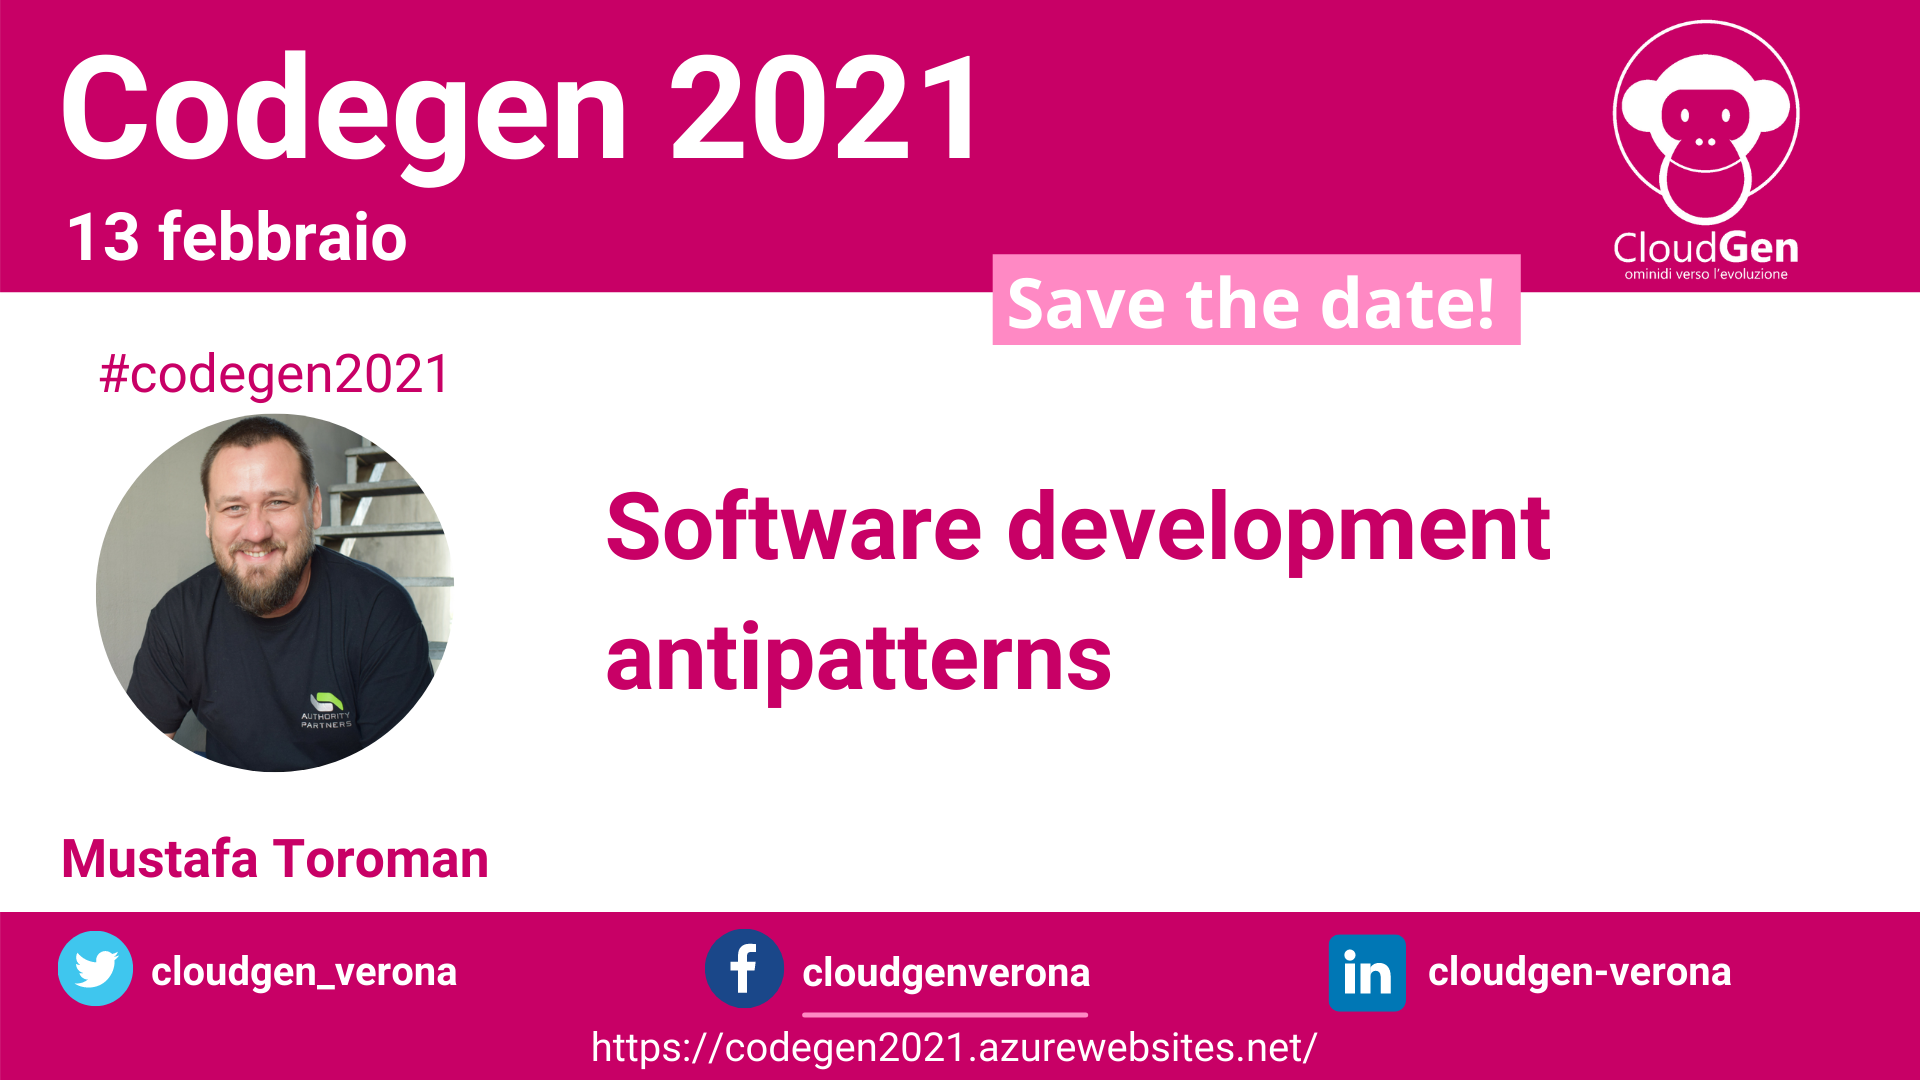 Codegen 2021
13 febbraio
CloudGen
ominidi verso l'evoluzione
Save the date!
#codegen2021
AUTHORITY
PARTNERS
Software development
antipatterns
Mustafa Toroman
cloudgen_verona
cloudgenverona
cloudgen-verona
https://codegen2021.azurewebsites.net/